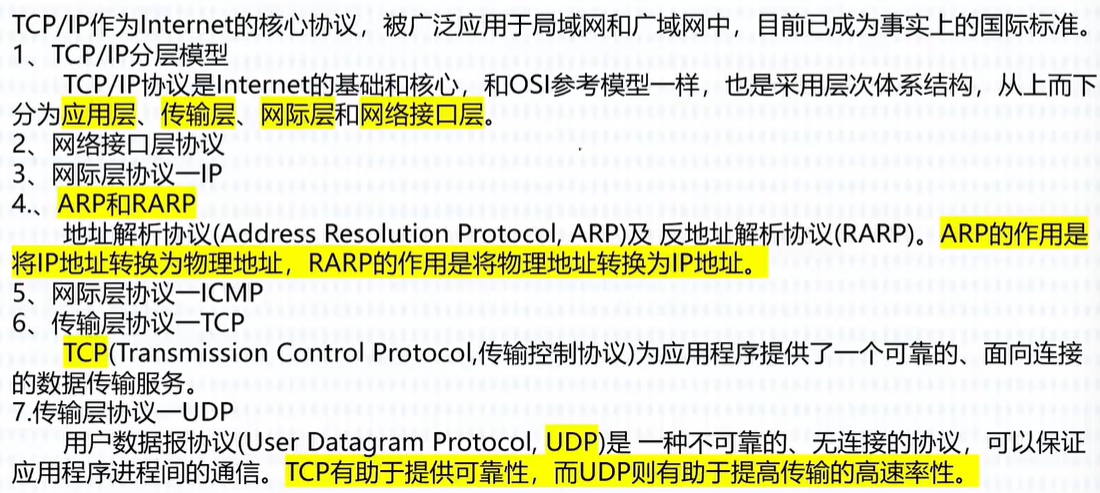 TCP/IP作为Internet的核心协议，被广泛应用于局域网和广域网中，目前已成为事实上的国际标准。
1、TCP/IP分层模型
TCP/IP协议是Internet的基础和核心，和OSI参考模型一样，也是采用层次体系结构，从上而下
分为应用层、传输层、网际层和网络接口层。
2、网络接口层协议
3、网际层协议—IP
4.、ARP和RARP
地址解析协议(Address Resolution Protocol, ARP)及 反地址解析协议(RARP)。ARP的作用是
将IP地址转换为物理地址，RARP的作用是将物理地址转换为IP地址。
5、网际层协议—ICMP
6、传输层协议—TCP
TCP(Transmission Control Protocol,传输控制协议)为应用程序提供了一个可靠的、面向连接
的数据传输服务。
7.传输层协议—UDP
用户数据报协议(User Datagram Protocol, UDP)是 一种不可靠的、无连接的协议，可以保证
应用程序进程间的通信。TCP有助于提供可靠性，而UDP则有助于提高传输的高速率性。